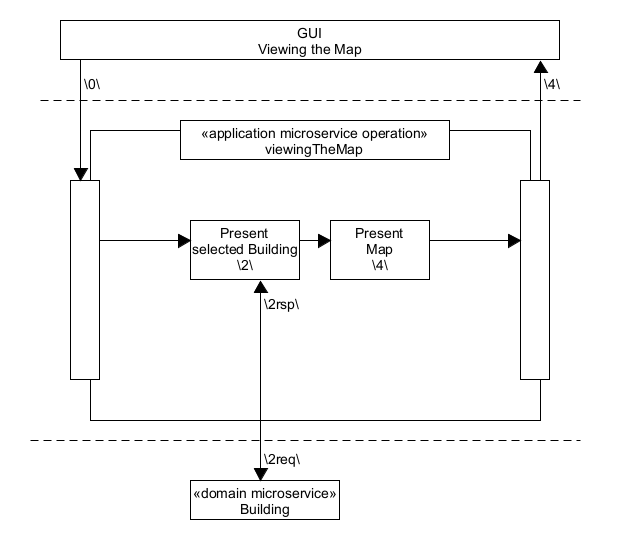 GUI
Viewing the Map
\0\
\4\
«application microservice operation»
viewingTheMap
Present
selected Building
\2\
Present
Map
\4\
\2rsp\
\2req\
«domain microservice»
Building